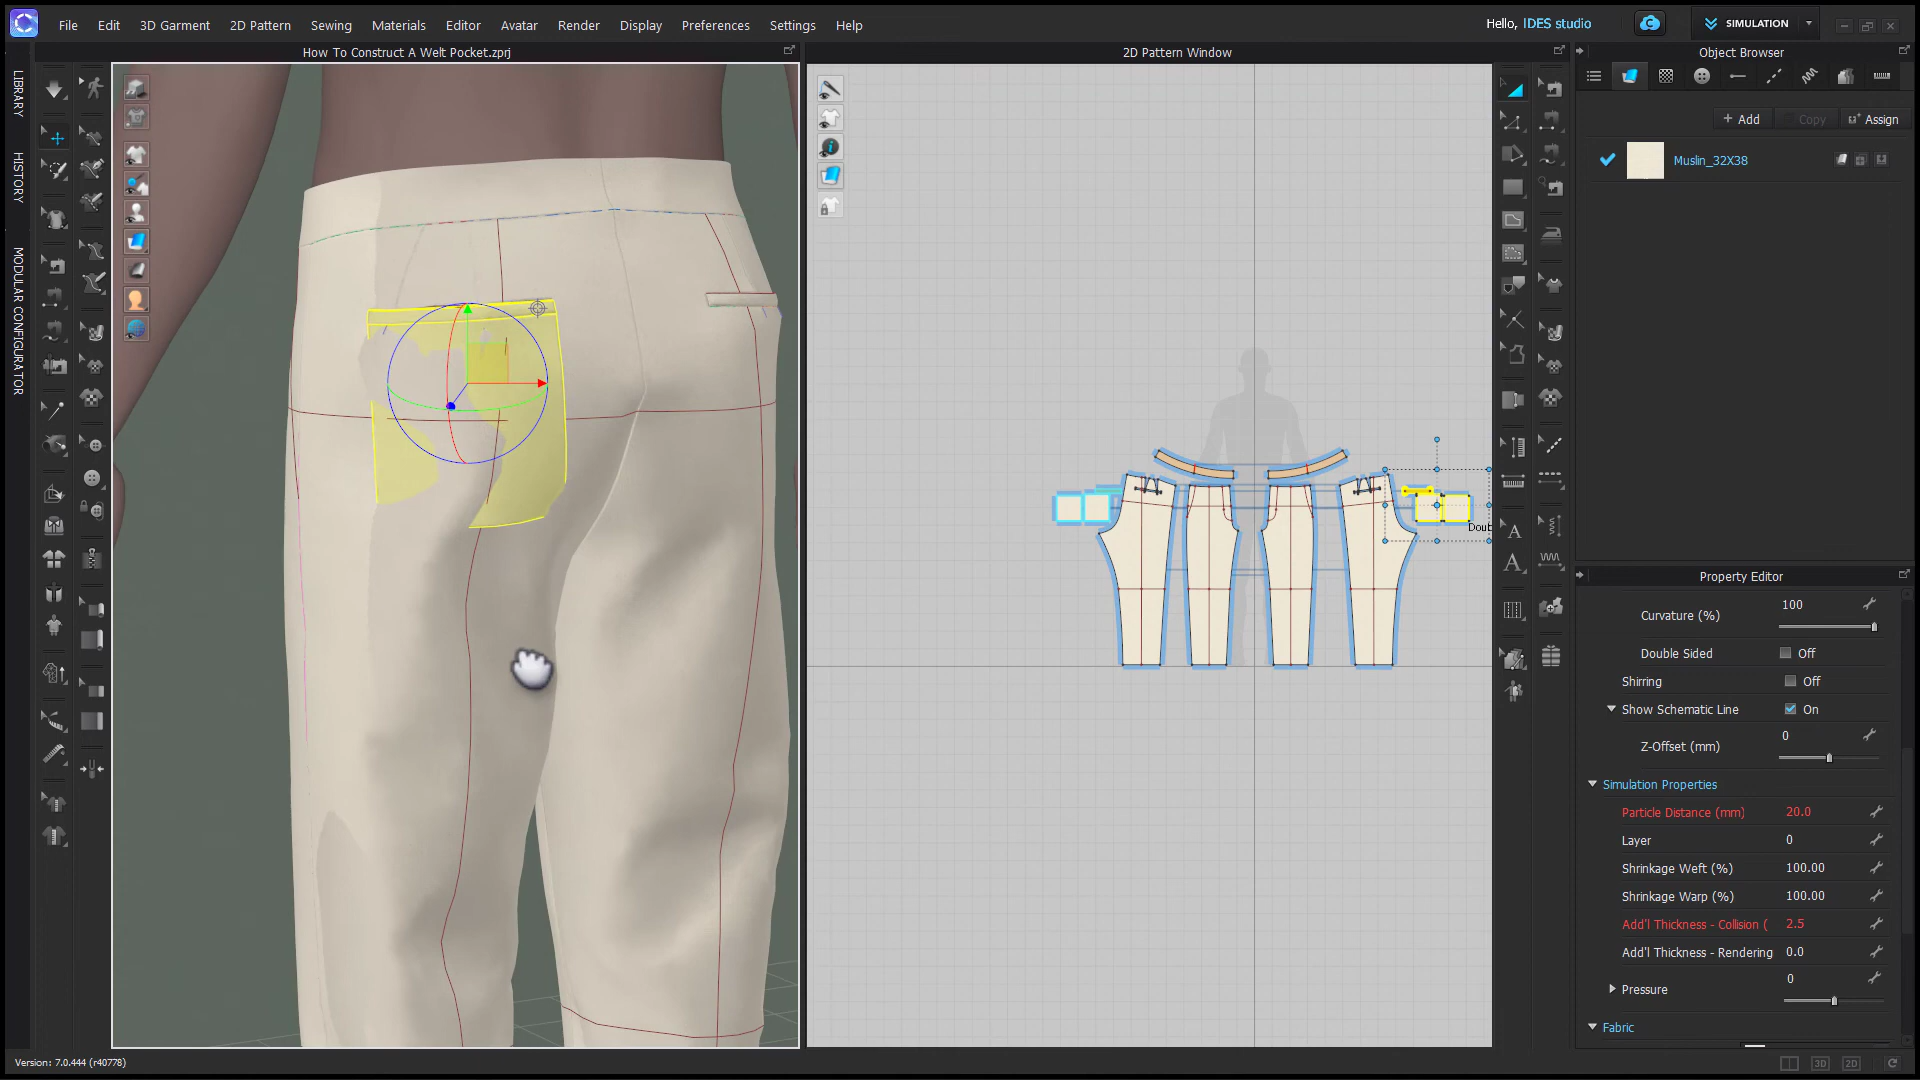 File Edit 3D Garment 2D Pattern Sewing Materials Editor Avatar Render Display Preferences Settings Help
Hello, IDES studio
SIMULATION
How To Construct A Welt Pocket.zprj
2D Pattern Window
Object Browser
LIBRARY
HISTORY
MODULAR CONFIGURATOR
+ Add
Copy
Assign
Muslin_32X38
Doub
A
A
Property Editor
Curvature (%) 100
Double Sided Off
Shirring Off
Show Schematic Line On
Z-Offset (mm) 0
Simulation Properties
Particle Distance (mm) 20.0
Layer 0
Shrinkage Weft (%) 100.00
Shrinkage Warp (%) 100.00
Add'l Thickness - Collision ( 2.5
Add'l Thickness - Rendering 0.0
Pressure 0
Fabric
Version: 7.0.444 (r40778)
3D
2D